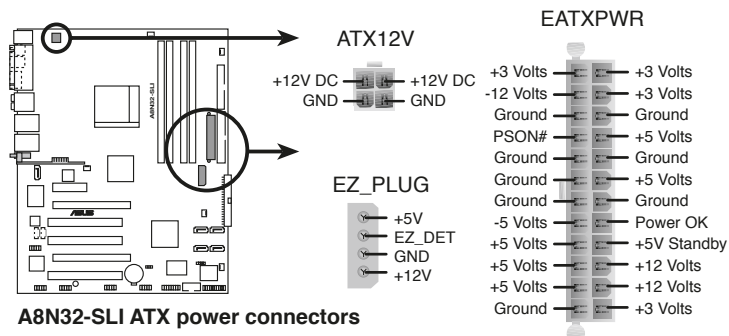 EATXPWR
ATX12V
+12V DC
GND
+12V DC
GND
A8N32-SLI
ASUS
EZ_PLUG
+5V
EZ_DET
GND
+12V
+3 Volts
-12 Volts
Ground
PSON#
Ground
Ground
Ground
-5 Volts
+5 Volts
+5 Volts
+5 Volts
Ground
+3 Volts
+3 Volts
Ground
+5 Volts
Ground
+5 Volts
Ground
Power OK
+5V Standby
+12 Volts
+12 Volts
+3 Volts
A8N32-SLI ATX power connectors